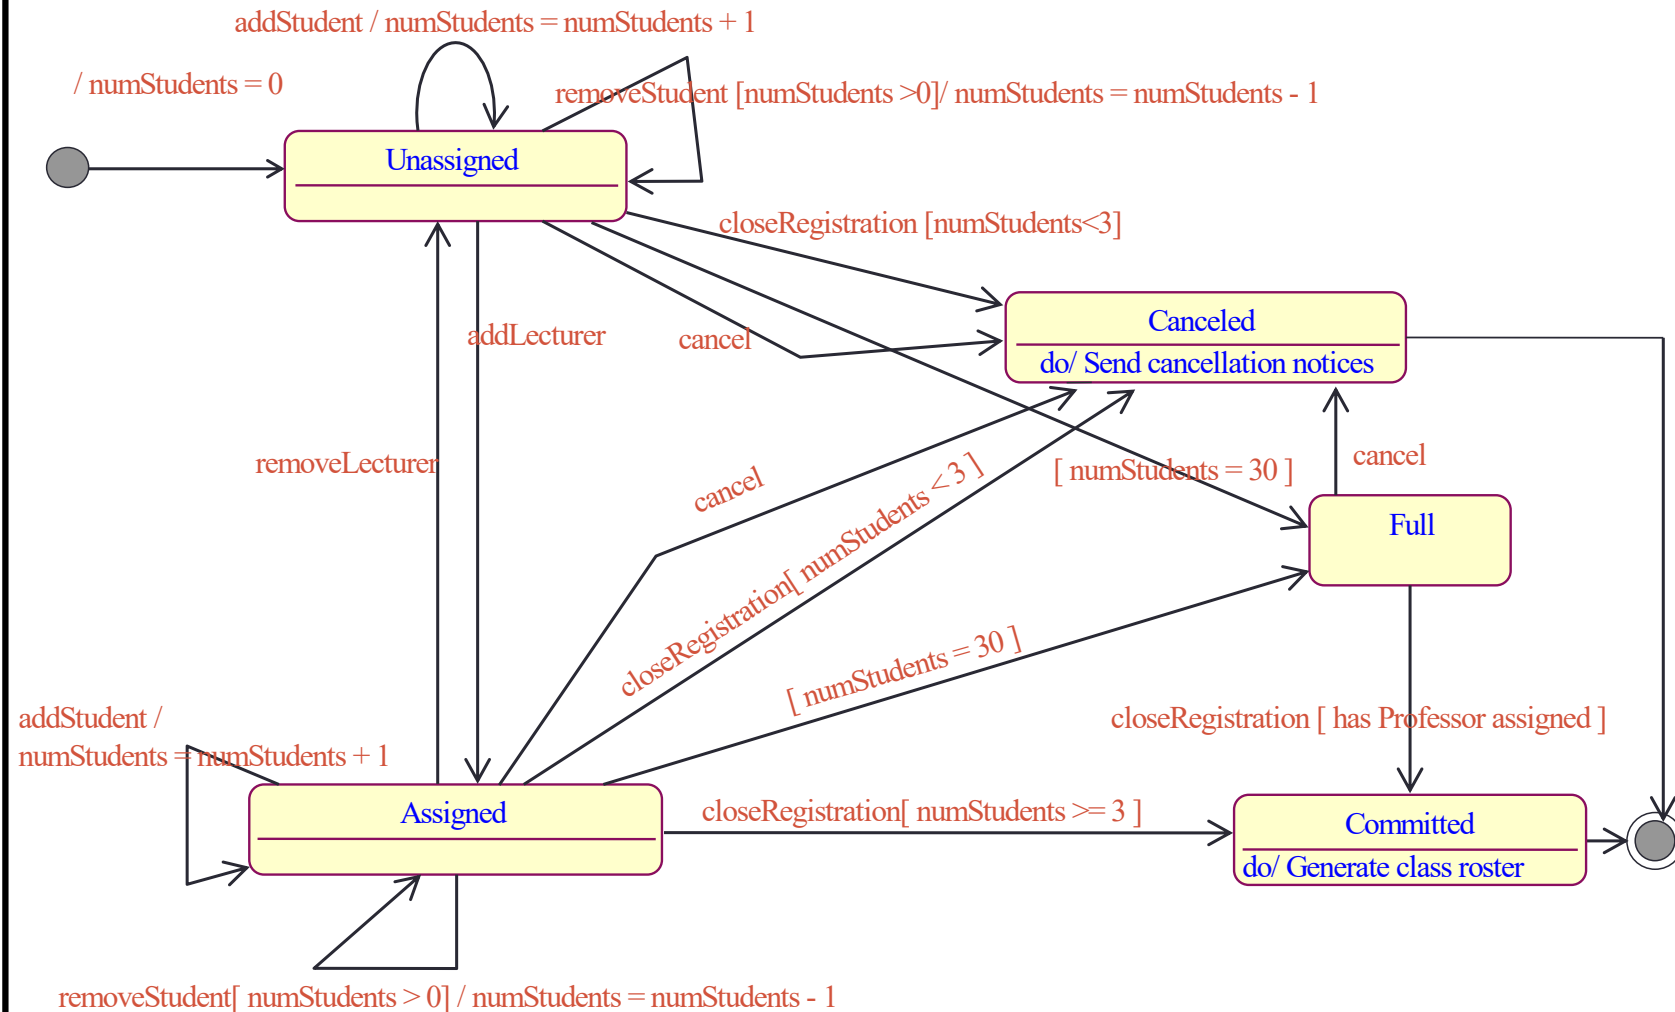 addStudent / numStudents = numStudents + 1
/ numStudents = 0
removeStudent [numStudents >0]/ numStudents = numStudents - 1
Unassigned
closeRegistration [numStudents<3]
Canceled
do/ Send cancellation notices
addLecturer
cancel
removeLecturer
cancel
closeRegistration[ numStudents < 3 ]
[ numStudents = 30 ]
cancel
Full
[ numStudents = 30 ]
addStudent /
numStudents = numStudents + 1
closeRegistration [ has Professor assigned ]
Assigned
closeRegistration[ numStudents >= 3 ]
Committed
do/ Generate class roster
removeStudent[ numStudents > 0] / numStudents = numStudents - 1